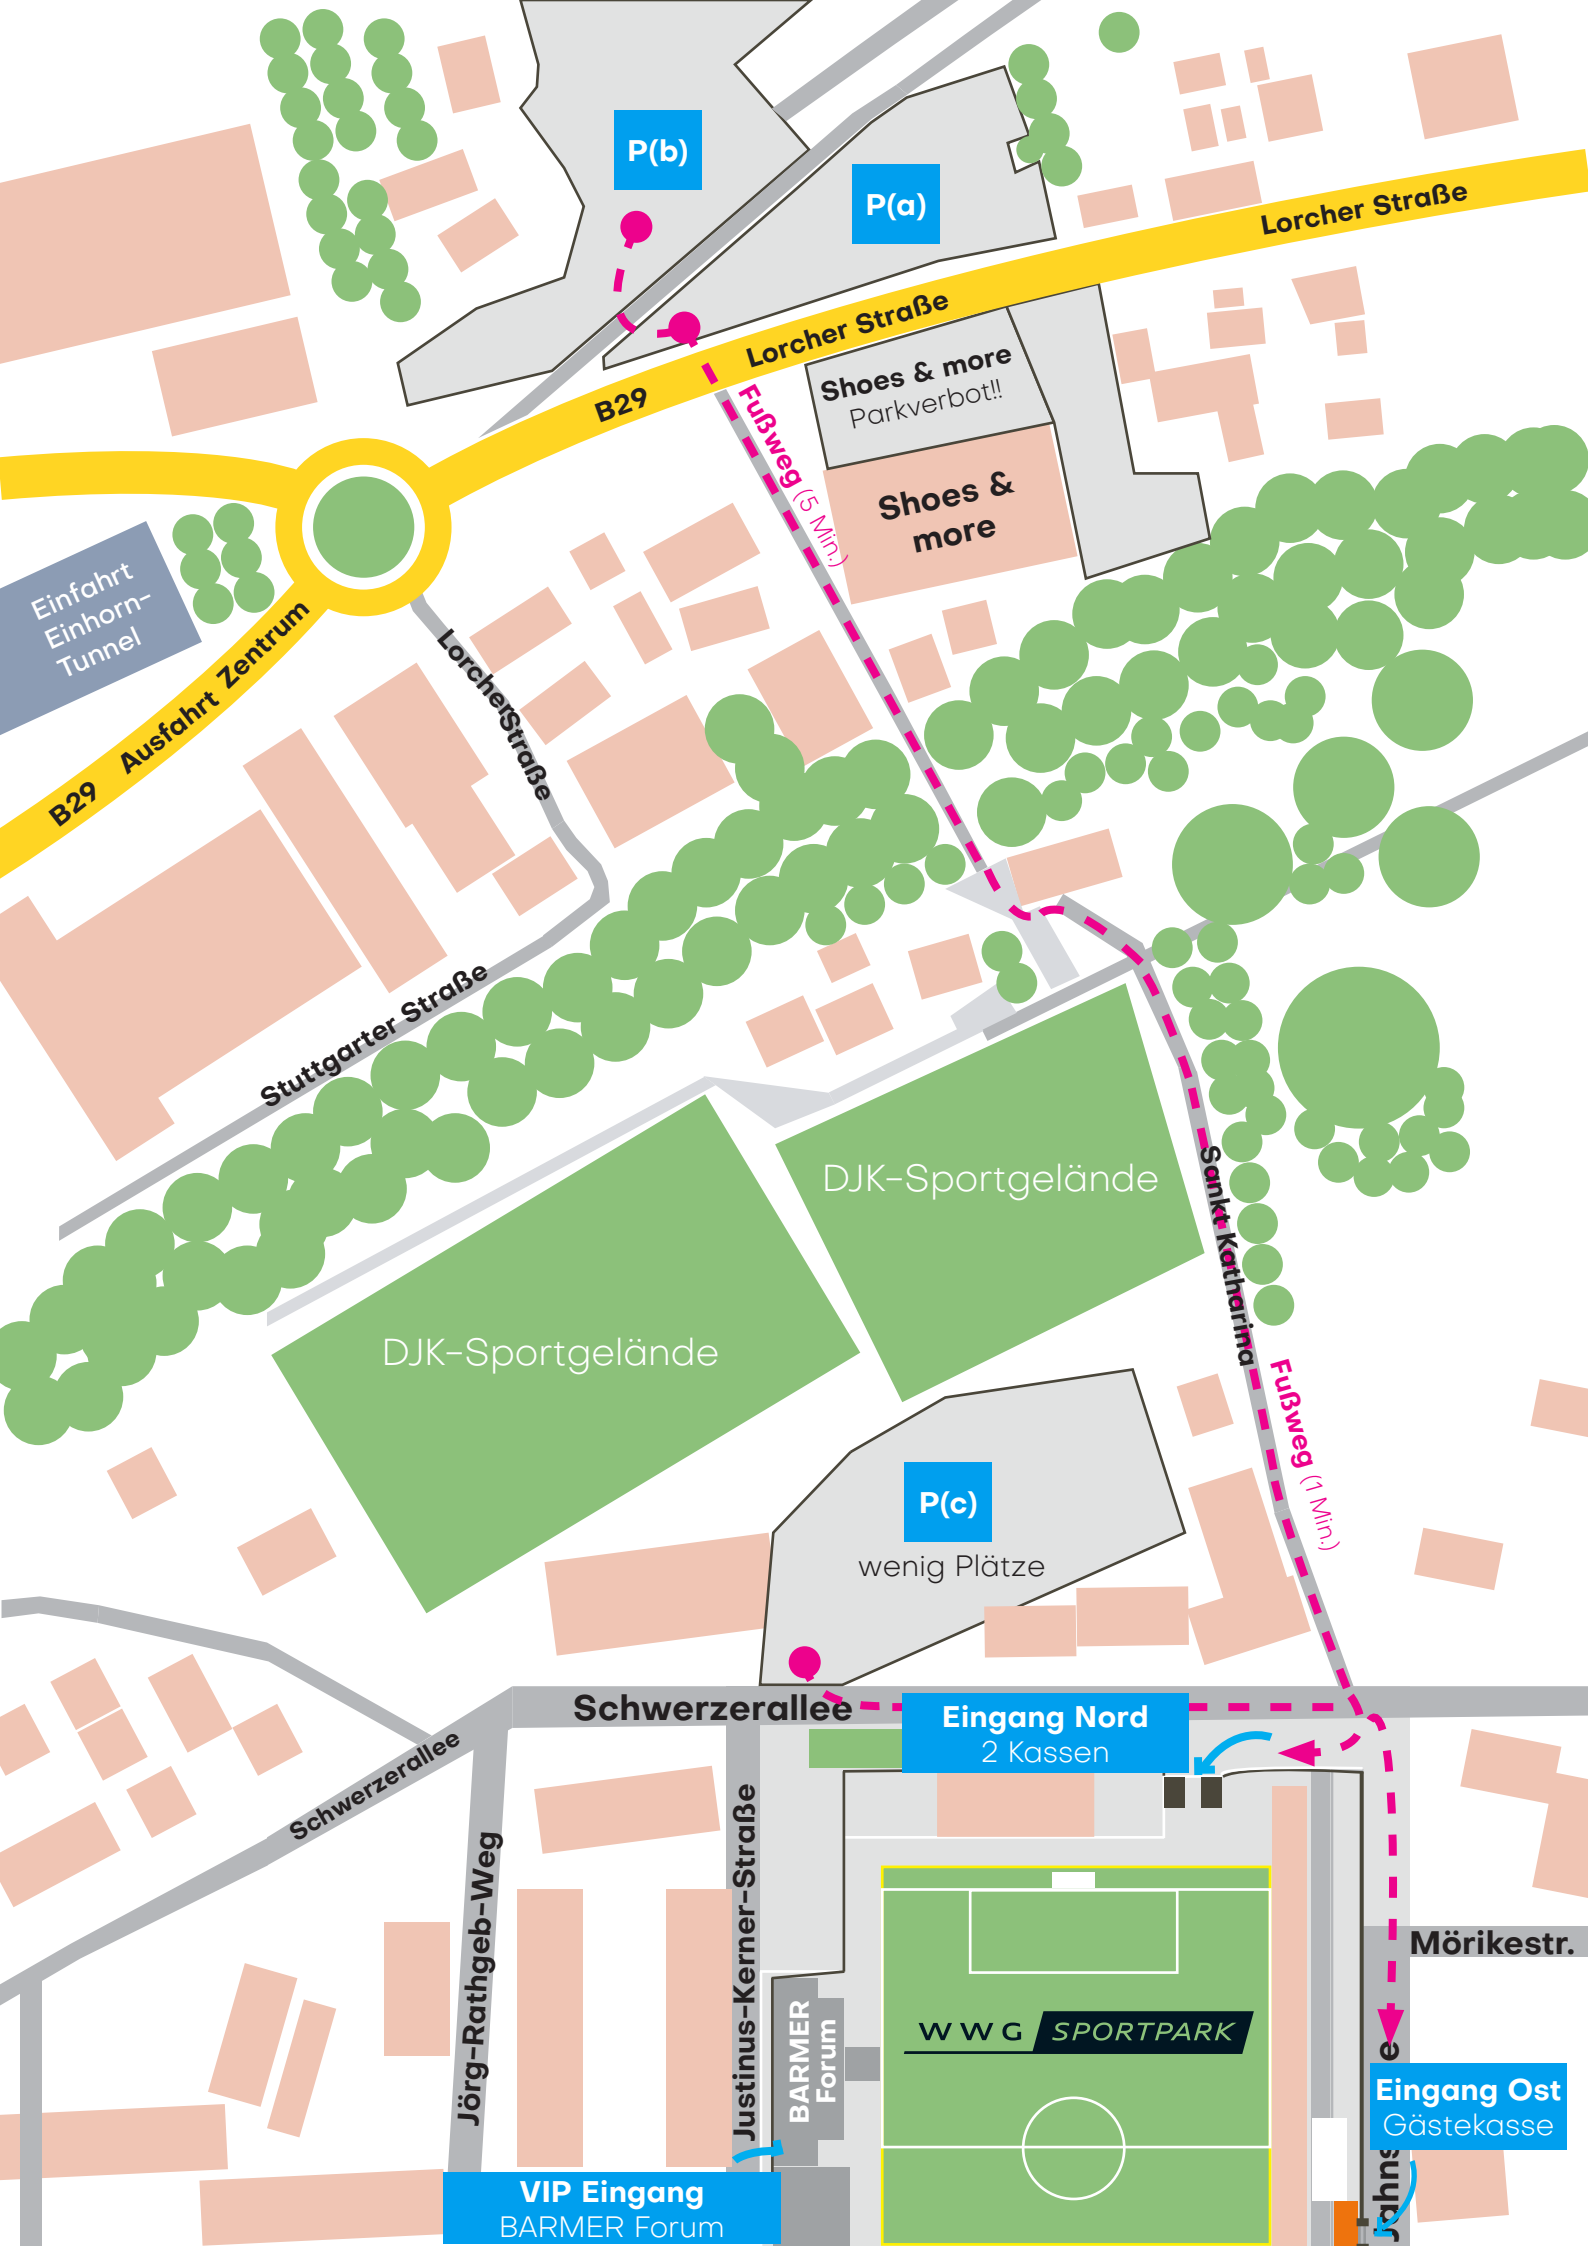 P(b)
P(a)
Lorcher Straße
Lorcher Straße
B29
Shoes & more
Parkverbot!!
Fußweg (5 Min.)
Shoes &
more
Einfahrt
Einhorn-
Tunnel
B29 Ausfahrt Zentrum
Lorcher Straße
Stuttgarter Straße
DJK-Sportgelände
DJK-Sportgelände
Sankt Katharina
Fußweg (1 Min.)
P(c)
wenig Plätze
Schwerzerallee
Eingang Nord
2 Kassen
Schwerzerallee
Jörg-Rathgeb-Weg
Justinus-Kerner-Straße
Mörikestr.
BARMER
Forum
WWG SPORTPARK
Eingang Ost
Gästekasse
VIP Eingang
BARMER Forum